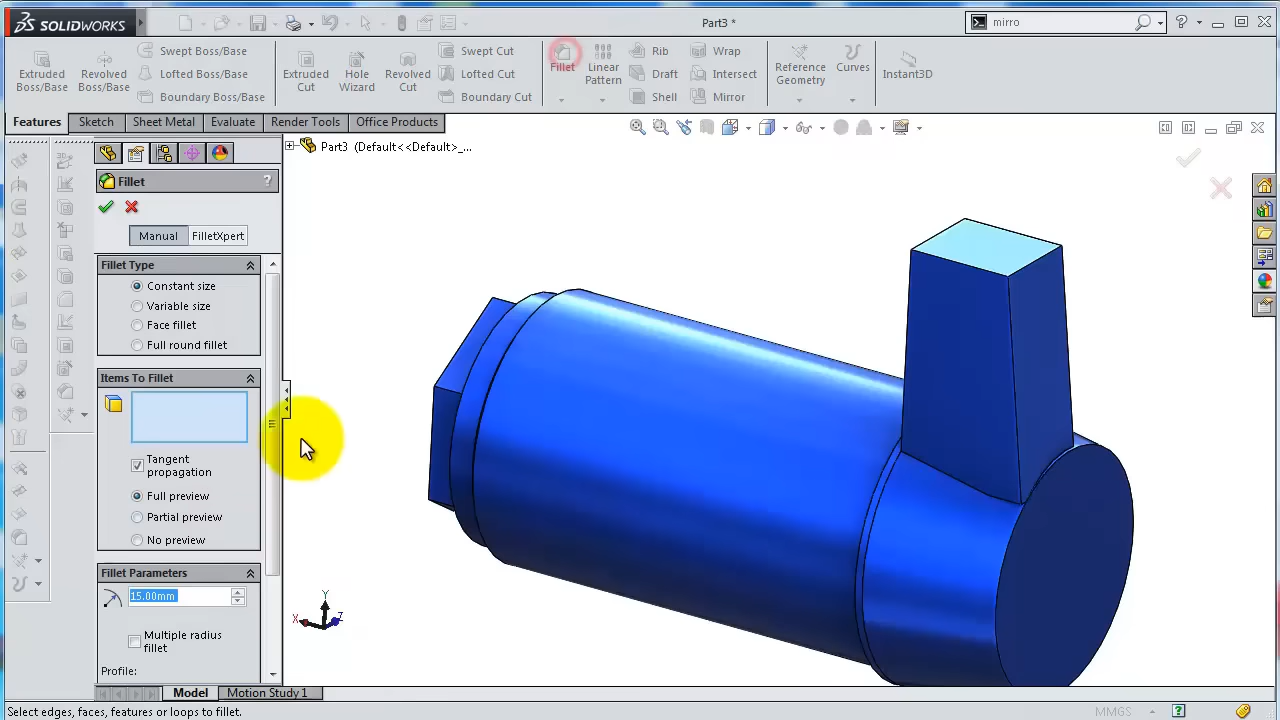 SOLIDWORKS
Part3 *
mirro
Extruded Boss/Base
Revolved Boss/Base
Swept Boss/Base
Lofted Boss/Base
Boundary Boss/Base
Extruded Cut
Hole Wizard
Revolved Cut
Swept Cut
Lofted Cut
Boundary Cut
Fillet
Linear Pattern
Rib
Draft
Shell
Wrap
Intersect
Mirror
Reference Geometry
Curves
Instant3D
Features
Sketch
Sheet Metal
Evaluate
Render Tools
Office Products
Part3 (Default<<Default>_...
Fillet
?
Manual
FilletXpert
Fillet Type
Constant size
Variable size
Face fillet
Full round fillet
Items To Fillet
Tangent
propagation
Full preview
Partial preview
No preview
Fillet Parameters
15.00mm
Multiple radius
fillet
Profile:
Y
X
Z
Model
Motion Study 1
Select edges, faces, features or loops to fillet.
MMGS
?